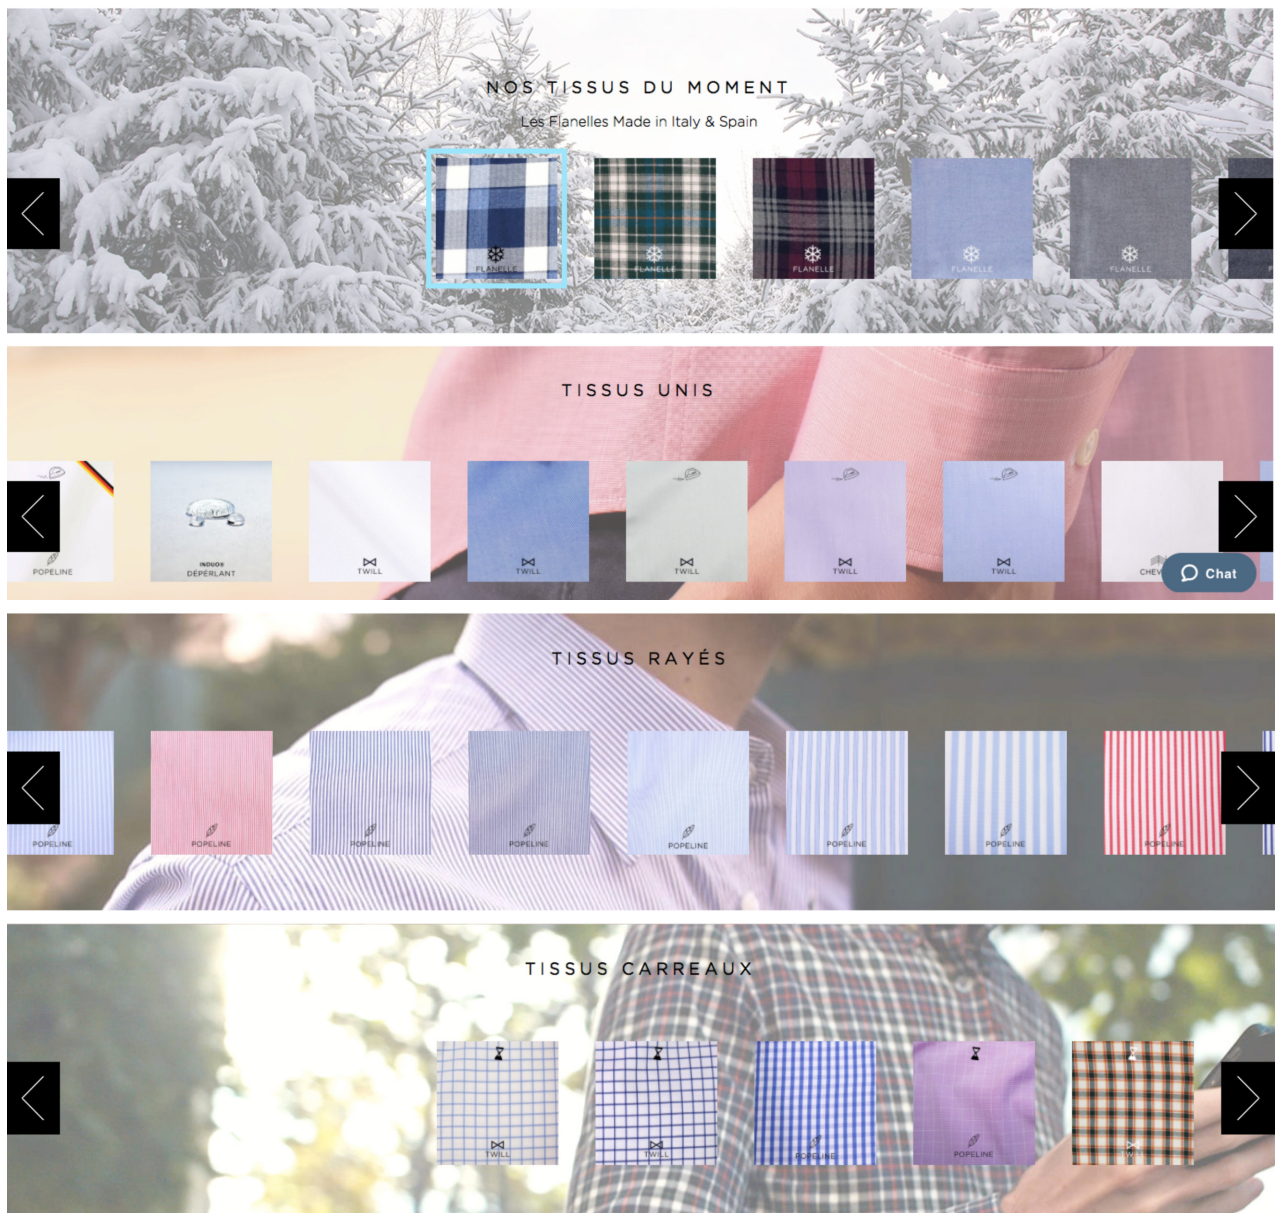 NOS TISSUS DU MOMENT
Les Flanelles Made in Italy & Spain
FLANELLE
FLANELLE
FLANELLE
FLANELLE
FLANELLE
TISSUS UNIS
POPELINE
INDUO®
DÉPERLANT
TWILL
TWILL
TWILL
TWILL
TWILL
CHEV
Chat
TISSUS RAYÉS
POPELINE
POPELINE
POPELINE
POPELINE
POPELINE
POPELINE
POPELINE
POPELINE
TISSUS CARREAUX
TWILL
TWILL
POPELINE
POPELINE